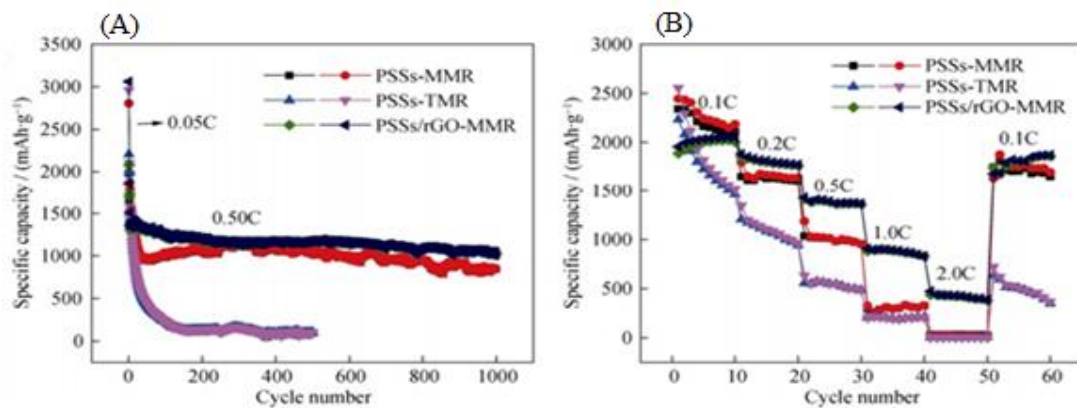 (A)
3500
3000
2500
2000
1500
1000
500
0
Specific capacity / (mAh·g⁻¹)
PSSs-MMR
PSSs-TMR
PSSs/rGO-MMR
0.05C
0.50C
0 200 400 600 800 1000
Cycle number
(B)
3000
2500
2000
1500
1000
500
0
Specific capacity / (mAh·g⁻¹)
PSSs-MMR
PSSs-TMR
PSSs/rGO-MMR
0.1C
0.2C
0.5C
1.0C
2.0C
0.1C
0 10 20 30 40 50 60
Cycle number